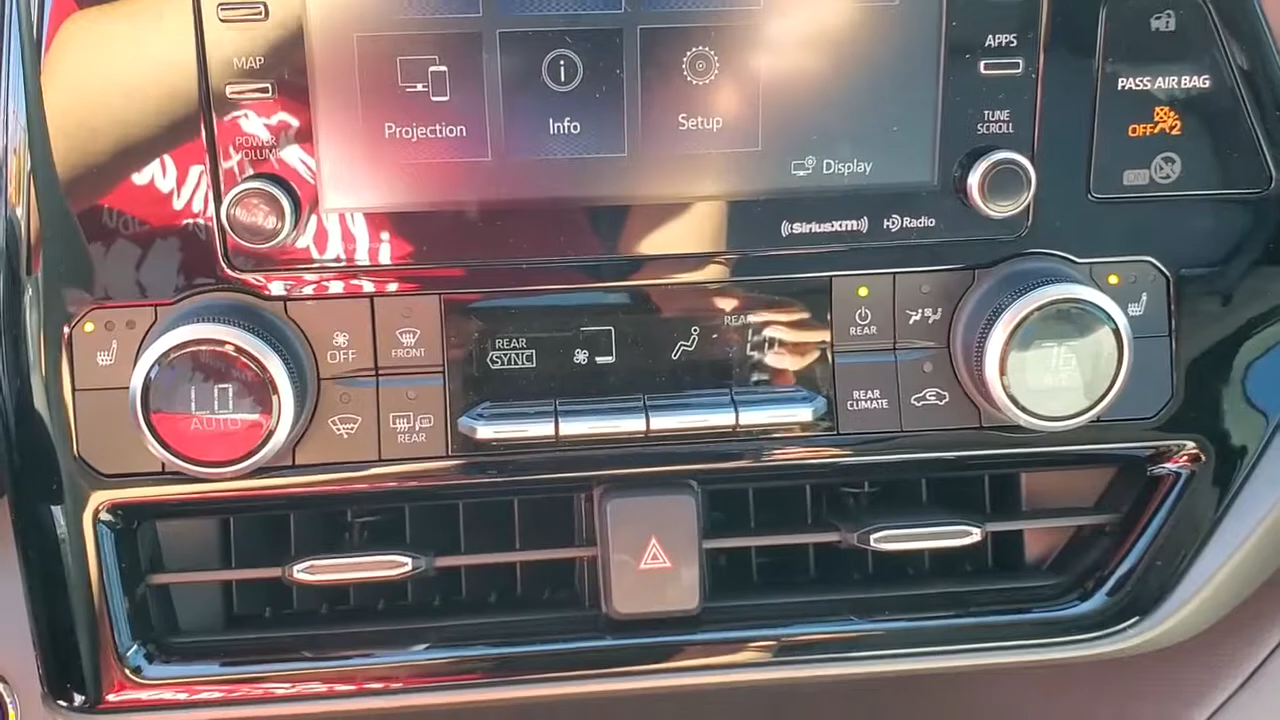 MAP
POWER
VOLUME
Projection
Info
Setup
Display
APPS
TUNE
SCROLL
((SiriusXM))
HD Radio
PASS AIR BAG
OFF 2
ON
LO
AUTO
OFF
FRONT
REAR
REAR
SYNC
REAR
REAR
REAR
CLIMATE
76